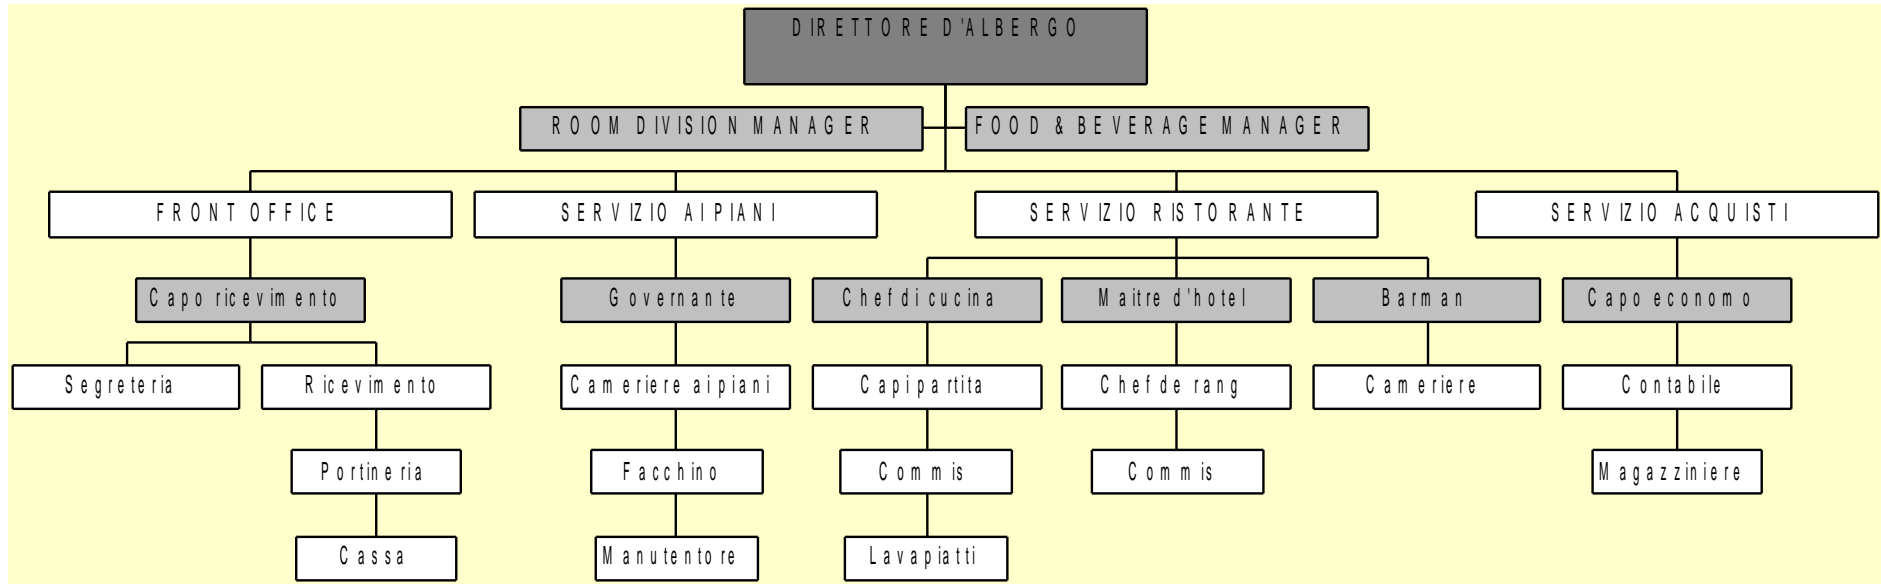 DIRETTORE D'ALBERGO
ROOM DIVISION MANAGER
FOOD & BEVERAGE MANAGER
FRONT OFFICE
SERVIZIO AI PIANI
SERVIZIO RISTORANTE
SERVIZIO ACQUISTI
Capo ricevimento
Governante
Chef di cucina
Maitre d'hotel
Barman
Capo economo
Segreteria
Ricevimento
Cameriere ai piani
Capi partita
Chef de rang
Cameriere
Contabile
Portineria
Facchino
Commis
Commis
Magazziniere
Cassa
Manutentore
Lavapiatti